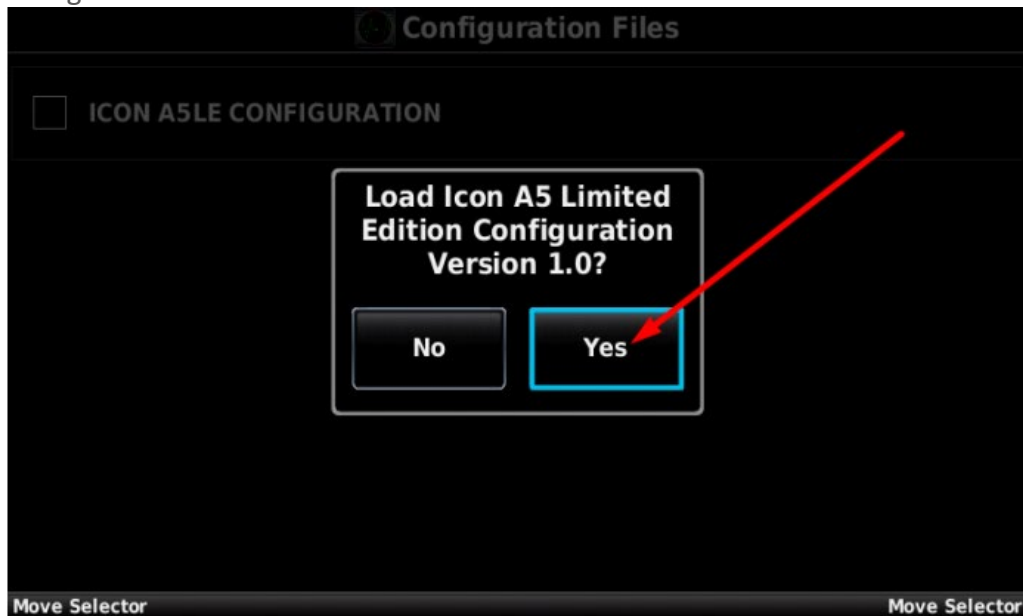 Configuration Files
ICON A5LE CONFIGURATION
Load Icon A5 Limited
Edition Configuration
Version 1.0?
No
Yes
Move Selector
Move Selector